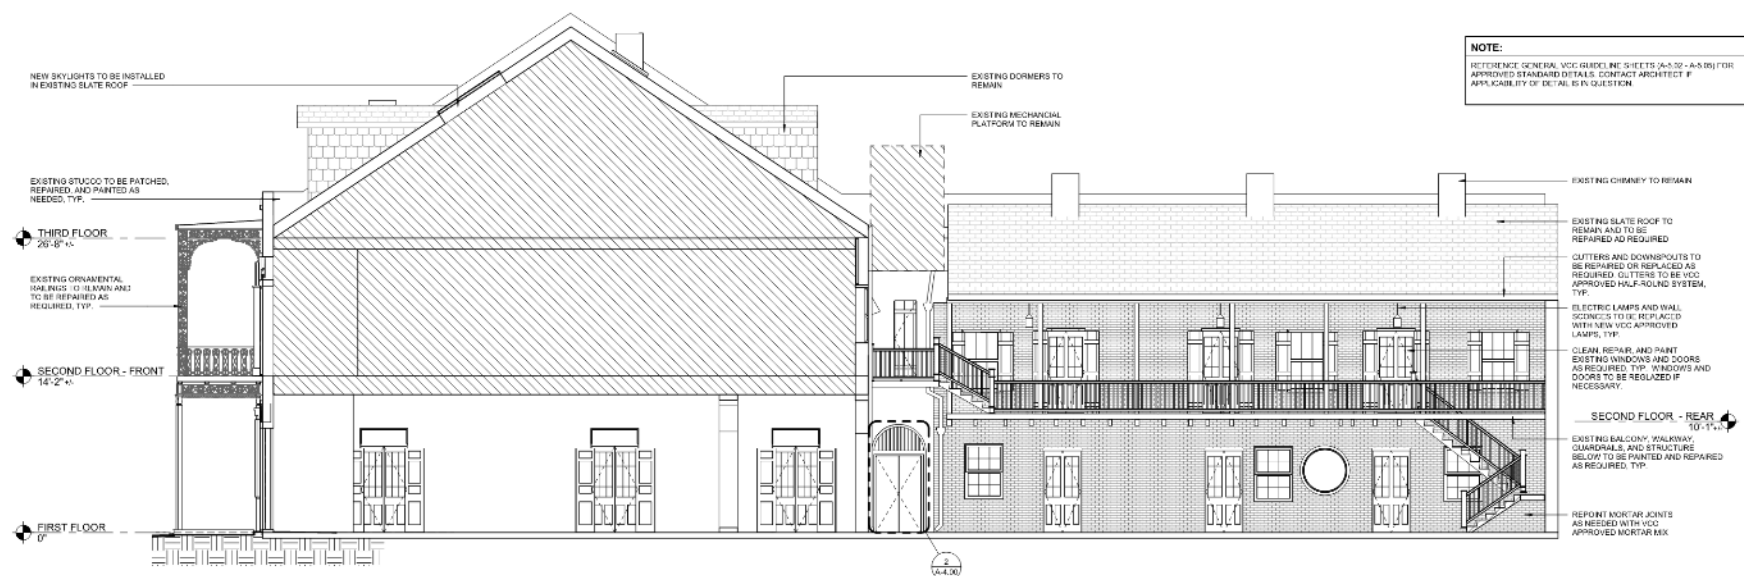 NEW SKYLIGHTS TO BE INSTALLED
IN EXISTING SLATE ROOF
EXISTING STUCCO TO BE PATCHED,
REPAIRED, AND PAINTED AS
NEEDED, TYP.
THIRD FLOOR
26'-8" +/-
EXISTING ORNAMENTAL
RAILINGS TO REMAIN AND
TO BE REPAIRED AS
REQUIRED, TYP.
SECOND FLOOR - FRONT
14'-2" +/-
FIRST FLOOR
0"
EXISTING DORMERS TO
REMAIN
EXISTING MECHANCIAL
PLATFORM TO REMAIN
2
A-4.00
NOTE:
REFERENCE GENERAL VCC GUIDELINE SHEETS (A-5.02 - A-5.05) FOR
APPROVED STANDARD DETAILS. CONTACT ARCHITECT IF
APPLICABILITY OF DETAIL IS IN QUESTION.
EXISTING CHIMNEY TO REMAIN
EXISTING SLATE ROOF TO
REMAIN AND TO BE
REPAIRED AD REQUIRED
GUTTERS AND DOWNSPOUTS TO
BE REPAIRED OR REPLACED AS
REQUIRED. GUTTERS TO BE VCC
APPROVED HALF-ROUND SYSTEM,
TYP.
ELECTRIC LAMPS AND WALL
SCONCES TO BE REPLACED
WITH NEW VCC APPROVED
LAMPS, TYP.
CLEAN, REPAIR, AND PAINT
EXISTING WINDOWS AND DOORS
AS REQUIRED, TYP. WINDOWS AND
DOORS TO BE REGLAZED IF
NECESSARY.
SECOND FLOOR - REAR
10'-1" +/-
EXISTING BALCONY, WALKWAY,
GUARDRAILS, AND STRUCTURE
BELOW TO BE PAINTED AND REPAIRED
AS REQUIRED, TYP.
REPOINT MORTAR JOINTS
AS NEEDED WITH VCC
APPROVED MORTAR MIX